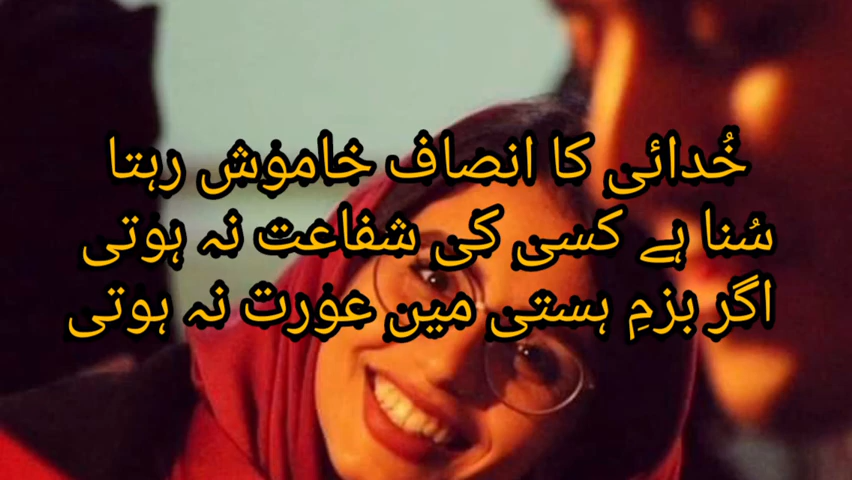 خُدائی کا انصاف خاموش رہتا
سُنا ہے کسی کی شفاعت نہ ہوتی
اگر بزمِ ہستی میں عورت نہ ہوتی